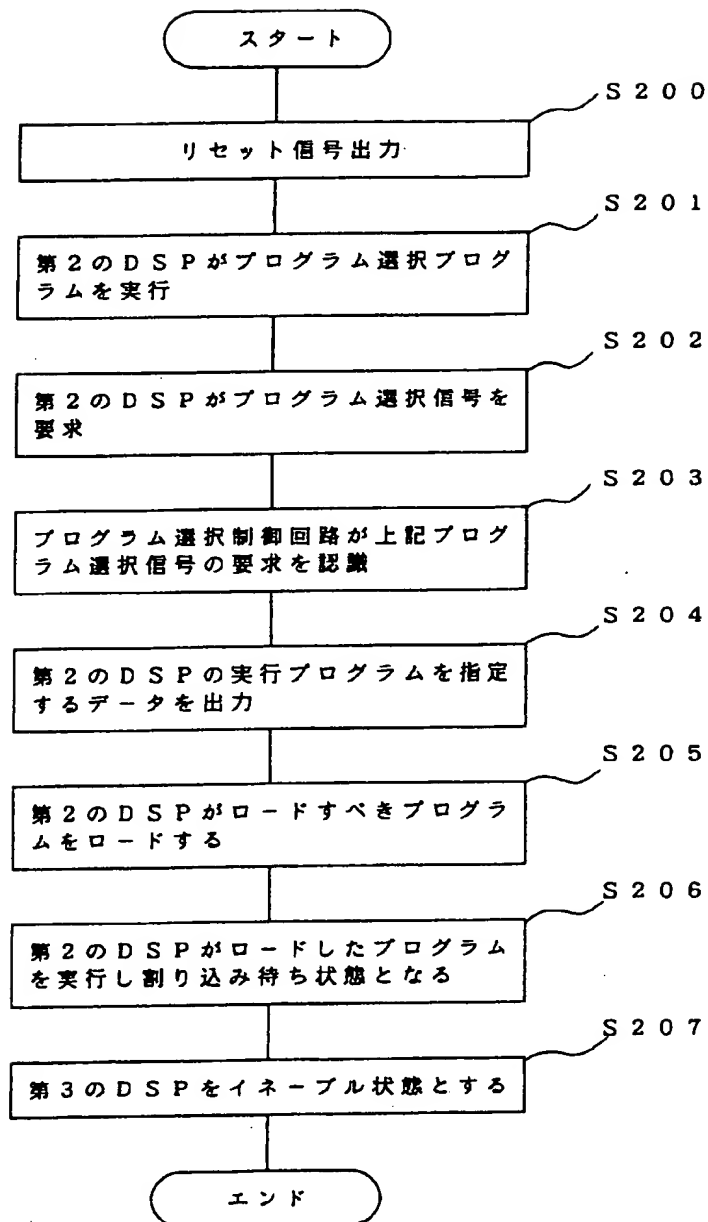 スタート
S200
リセット信号出力
S201
第2のDSPがプログラム選択プログ
ラムを実行
S202
第2のDSPがプログラム選択信号を
要求
S203
プログラム選択制御回路が上記プログ
ラム選択信号の要求を認識
S204
第2のDSPの実行プログラムを指定
するデータを出力
S205
第2のDSPがロードすべきプログラ
ムをロードする
S206
第2のDSPがロードしたプログラム
を実行し割り込み待ち状態となる
S207
第3のDSPをイネーブル状態とする
エンド